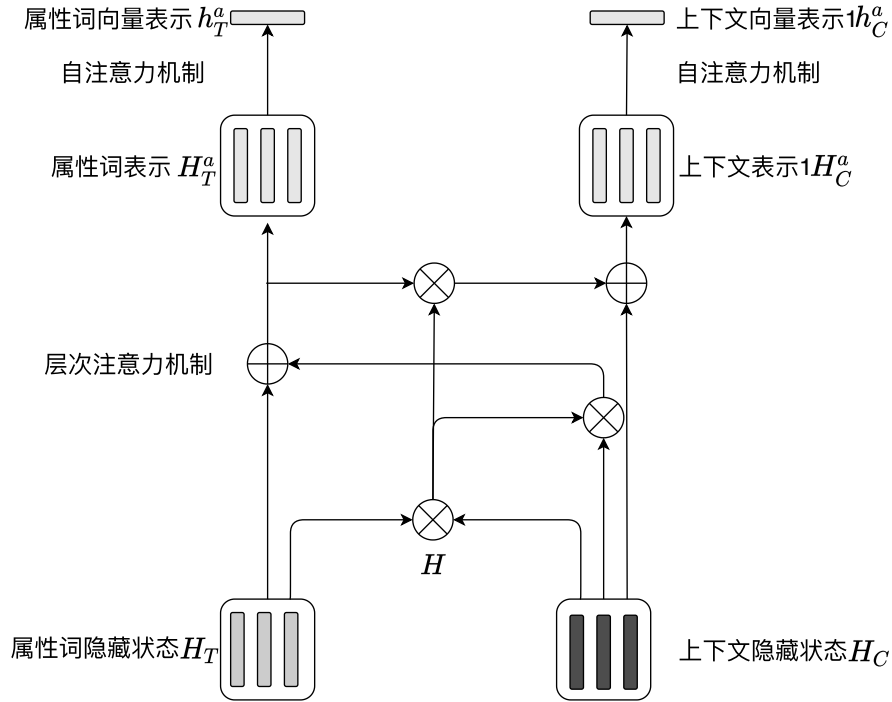 属性词向量表示 $h_T^a$
上下文向量表示1$h_C^a$
自注意力机制
自注意力机制
属性词表示 $H_T^a$
上下文表示1$H_C^a$
层次注意力机制
$H$
属性词隐藏状态$H_T$
上下文隐藏状态$H_C$